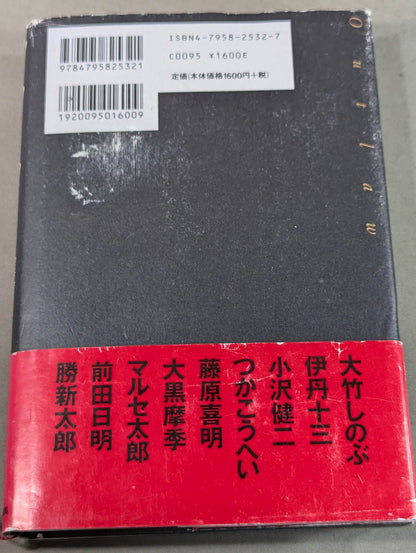 ISBN4-7958-2532-7
C0095 ¥1600E
定価(本体価格1600円+税)
9784795825321
1920095016009
Outlaw
大竹しのぶ
伊丹十三
小沢健二
つかこうへい
藤原喜明
大黒摩季
マルセ太郎
前田日明
勝新太郎